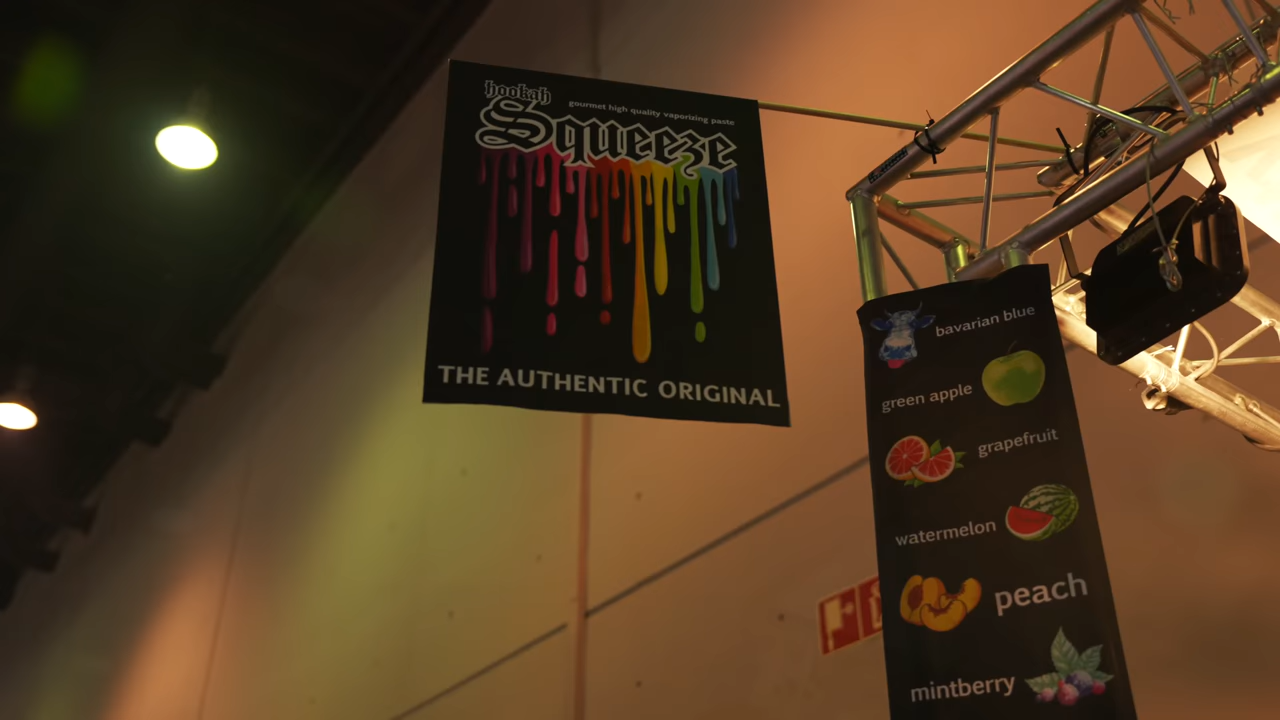 hookah
gourmet high quality vaporizing paste
Squeeze
THE AUTHENTIC ORIGINAL
bavarian blue
green apple
grapefruit
watermelon
peach
mintberry